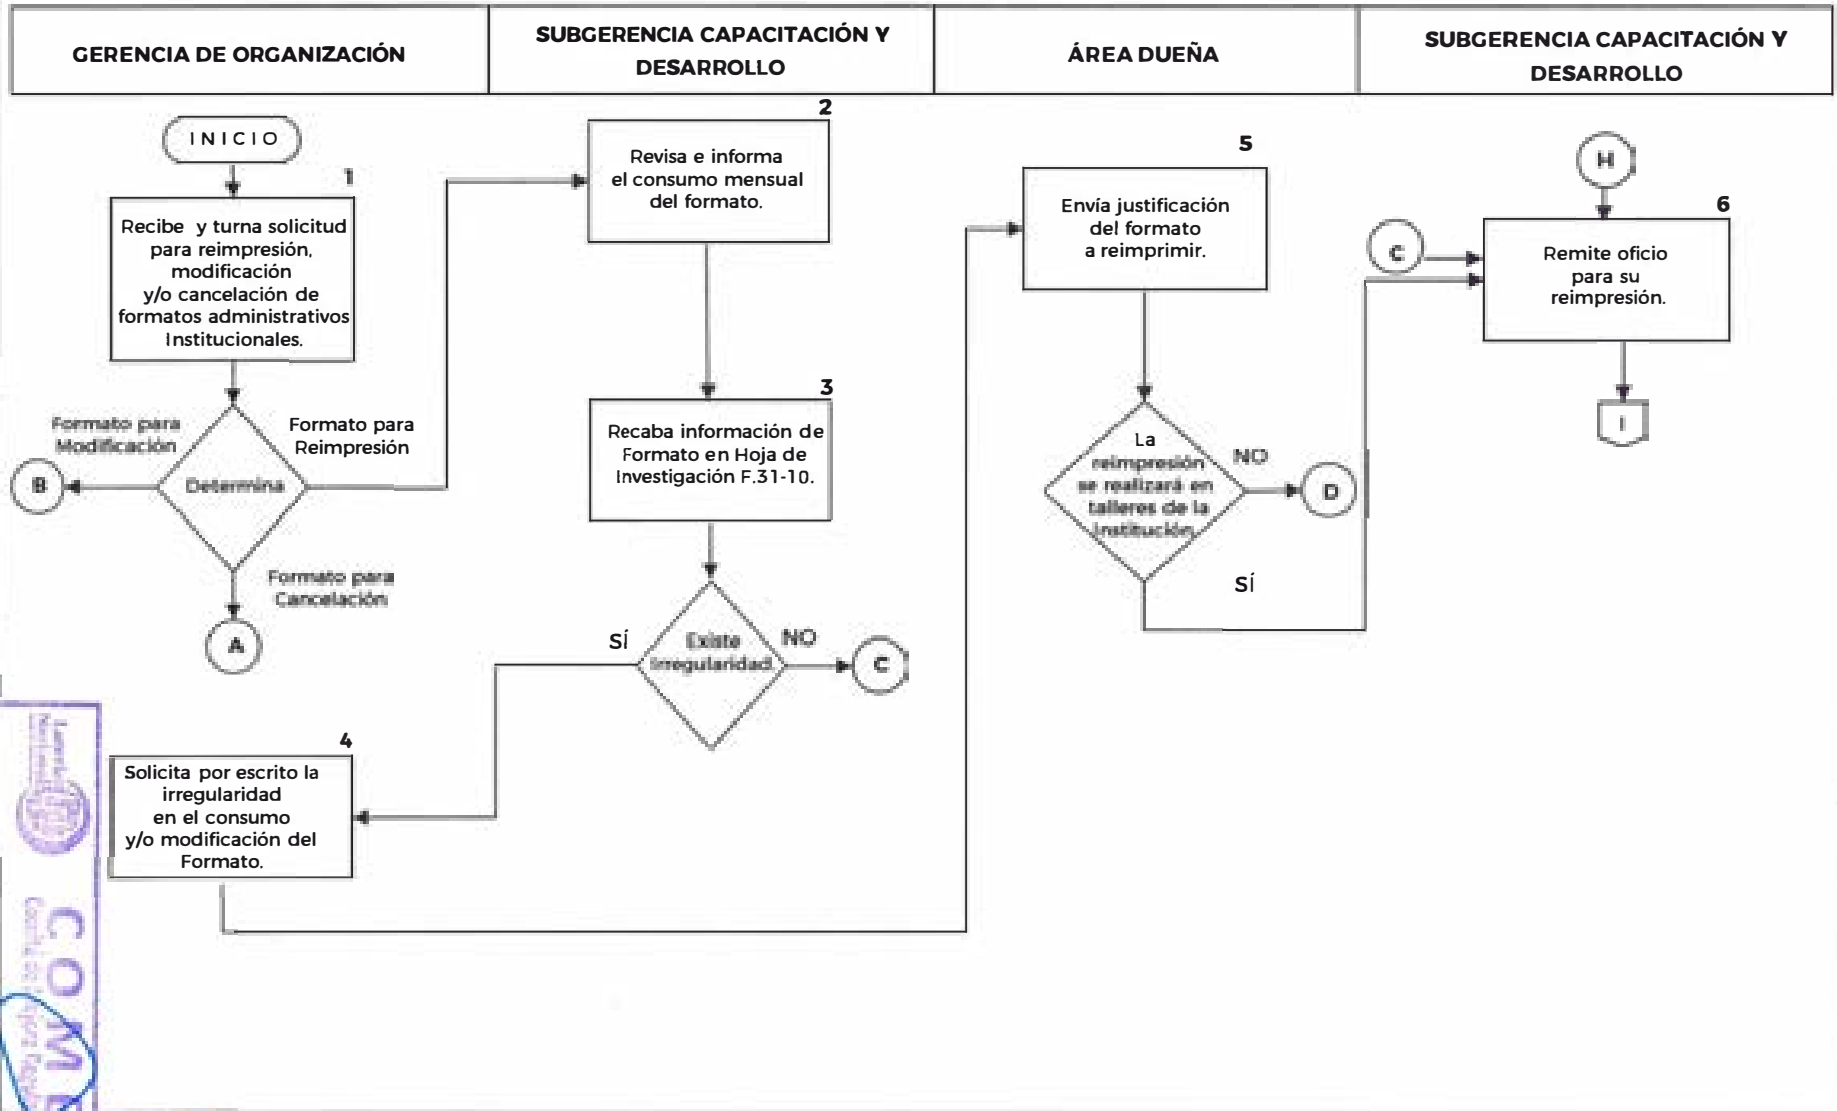 GERENCIA DE ORGANIZACIÓN
SUBGERENCIA CAPACITACIÓN Y
DESARROLLO
ÁREA DUEÑA
SUBGERENCIA CAPACITACIÓN Y
DESARROLLO
INICIO
1
Recibe y turna solicitud
para reimpresión,
modificación
y/o cancelación de
formatos administrativos
Institucionales.
Formato para
Modificación
Formato para
Reimpresión
B
Determina
Formato para
Cancelación
A
2
Revisa e informa
el consumo mensual
del formato.
3
Recaba información de
Formato en Hoja de
Investigación F.31-10.
SÍ
Existe
Irregularidad.
NO
C
4
Solicita por escrito la
irregularidad
en el consumo
y/o modificación del
Formato.
5
Envía justificación
del formato
a reimprimir.
La
reimpresión
se realizará en
talleres de la
Institución.
NO
D
SÍ
H
C
6
Remite oficio
para su
reimpresión.
I
COME